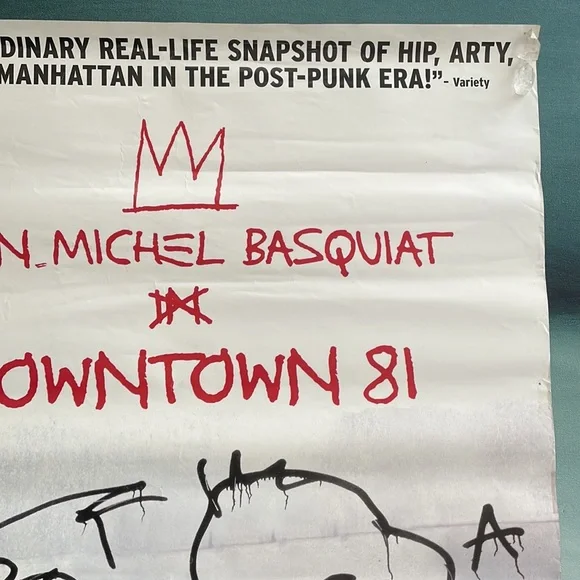 DINARY REAL-LIFE SNAPSHOT OF HIP, ARTY,
MANHATTAN IN THE POST-PUNK ERA!”- Variety
N=MICHEL BASQUIAT
IN
OWNTOWN 81
A